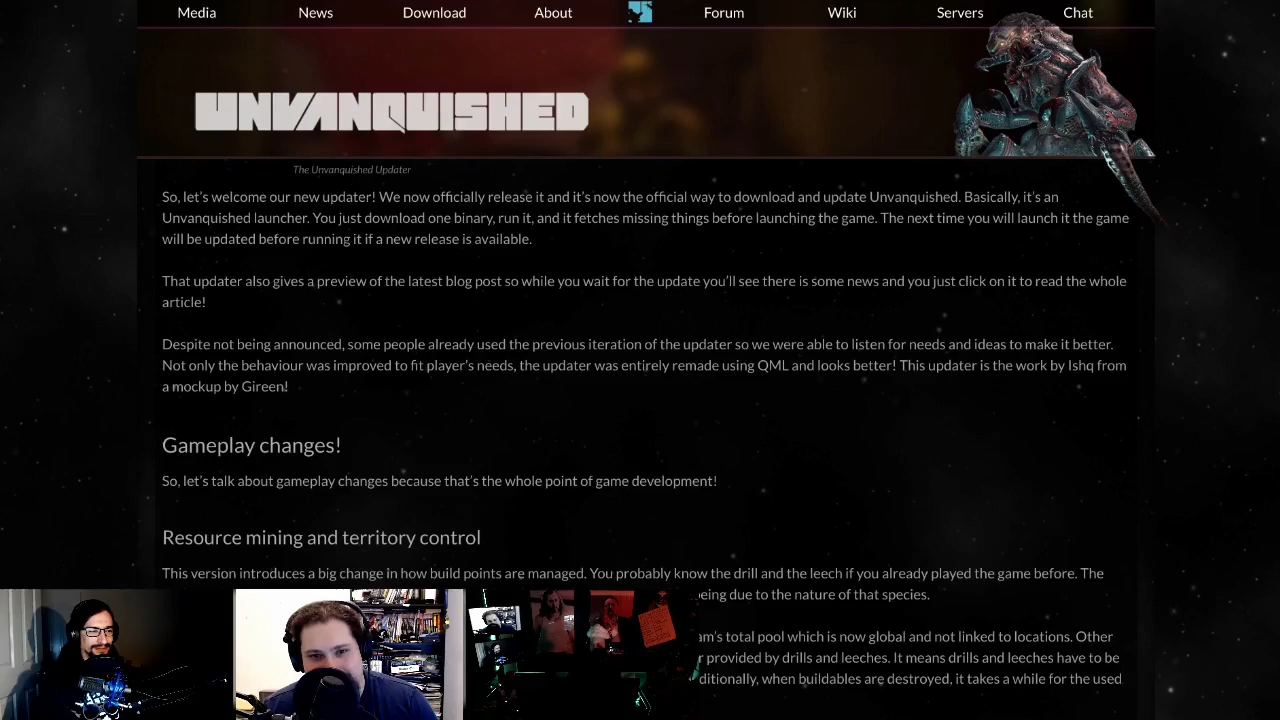 Media News Download About Forum Wiki Servers Chat
UNVANQUISHED
The Unvanquished Updater
So, let's welcome our new updater! We now officially release it and it's now the official way to download and update Unvanquished. Basically, it's an
Unvanquished launcher. You just download one binary, run it, and it fetches missing things before launching the game. The next time you will launch it the game
will be updated before running it if a new release is available.
That updater also gives a preview of the latest blog post so while you wait for the update you'll see there is some news and you just click on it to read the whole
article!
Despite not being announced, some people already used the previous iteration of the updater so we were able to listen for needs and ideas to make it better.
Not only the behaviour was improved to fit player's needs, the updater was entirely remade using QML and looks better! This updater is the work by Ishq from
a mockup by Gireen!
Gameplay changes!
So, let's talk about gameplay changes because that's the whole point of game development!
Resource mining and territory control
This version introduces a big change in how build points are managed. You probably know the drill and the leech if you already played the game before. The
being due to the nature of that species.
total pool which is now global and not linked to locations. Other
provided by drills and leeches. It means drills and leeches have to be
when buildables are destroyed, it takes a while for the used